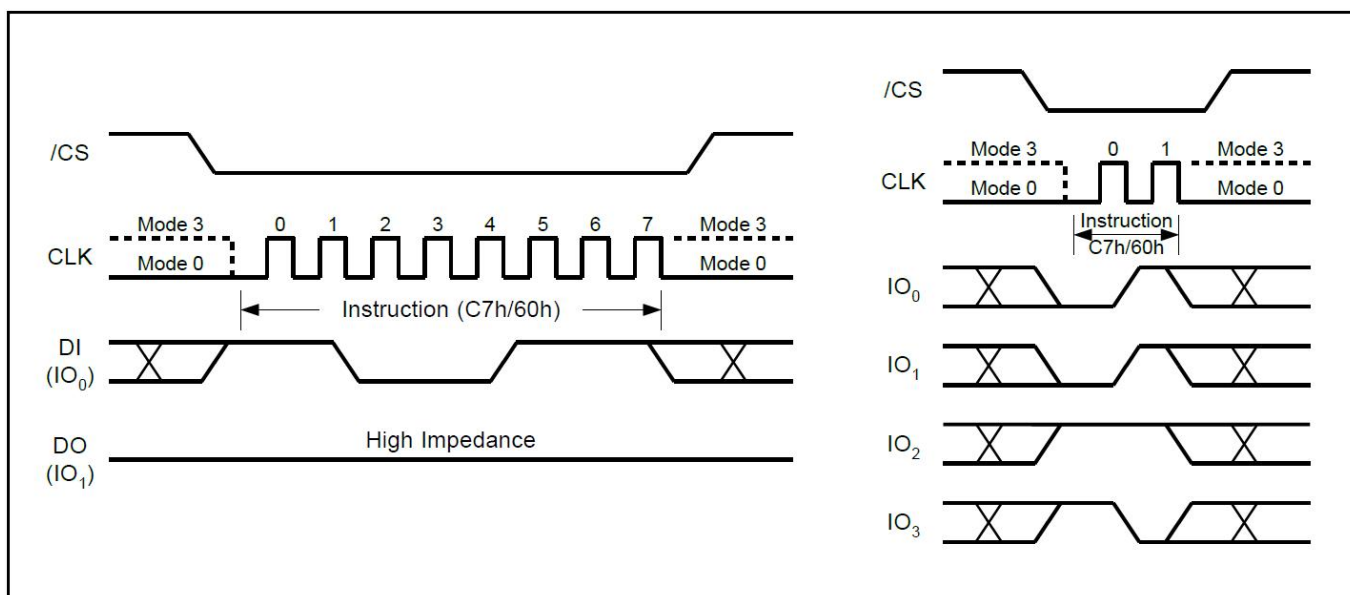 /CS
Mode 3 0 1 2 3 4 5 6 7 Mode 3
CLK
Mode 0 Mode 0
Instruction (C7h/60h)
DI
(IO0)
High Impedance
DO
(IO1)
/CS
Mode 3 0 1 Mode 3
CLK
Mode 0 Mode 0
Instruction
C7h/60h
IO0
IO1
IO2
IO3